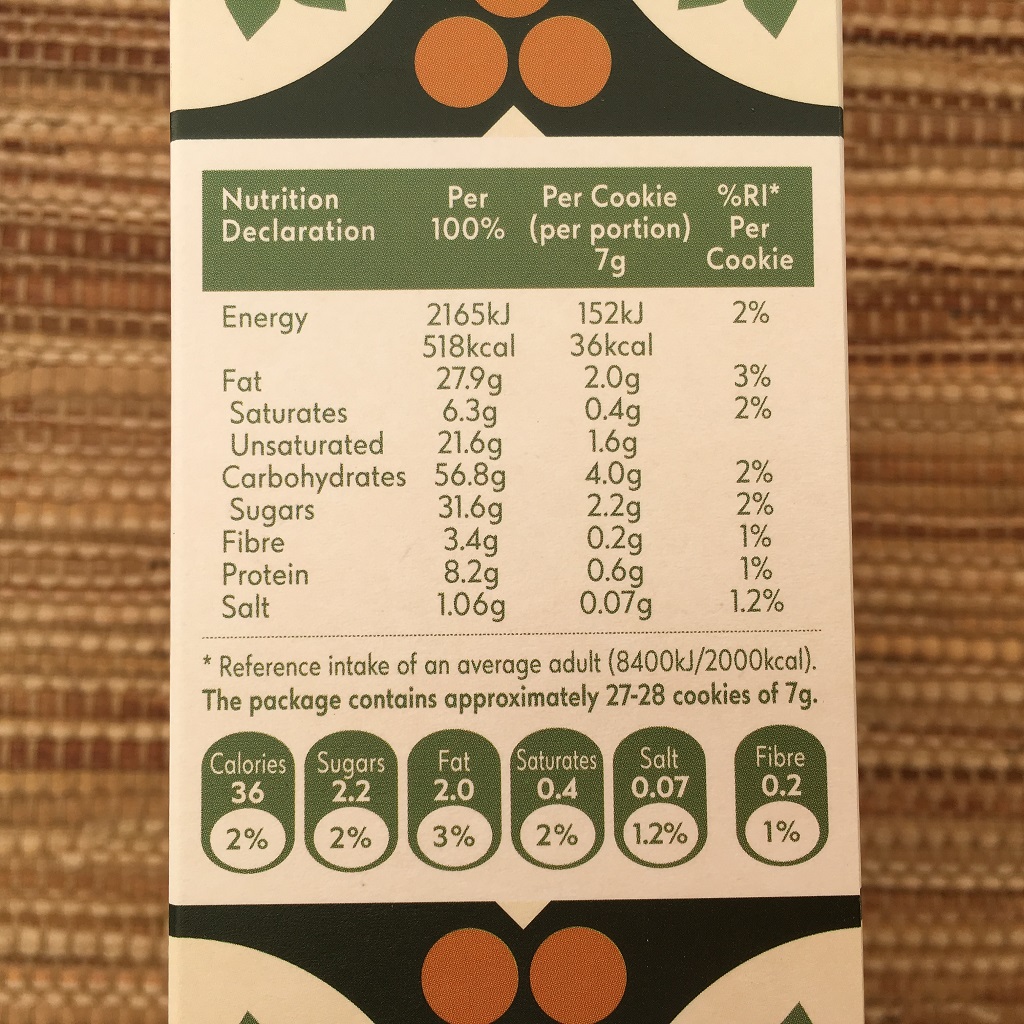 Nutrition Declaration Per 100% Per Cookie (per portion) 7g %RI* Per Cookie
Energy 2165kJ 152kJ 2%
518kcal 36kcal
Fat 27.9g 2.0g 3%
Saturates 6.3g 0.4g 2%
Unsaturated 21.6g 1.6g
Carbohydrates 56.8g 4.0g 2%
Sugars 31.6g 2.2g 2%
Fibre 3.4g 0.2g 1%
Protein 8.2g 0.6g 1%
Salt 1.06g 0.07g 1.2%
* Reference intake of an average adult (8400kJ/2000kcal).
The package contains approximately 27-28 cookies of 7g.
Calories Sugars Fat Saturates Salt Fibre
36 2.2 2.0 0.4 0.07 0.2
2% 2% 3% 2% 1.2% 1%